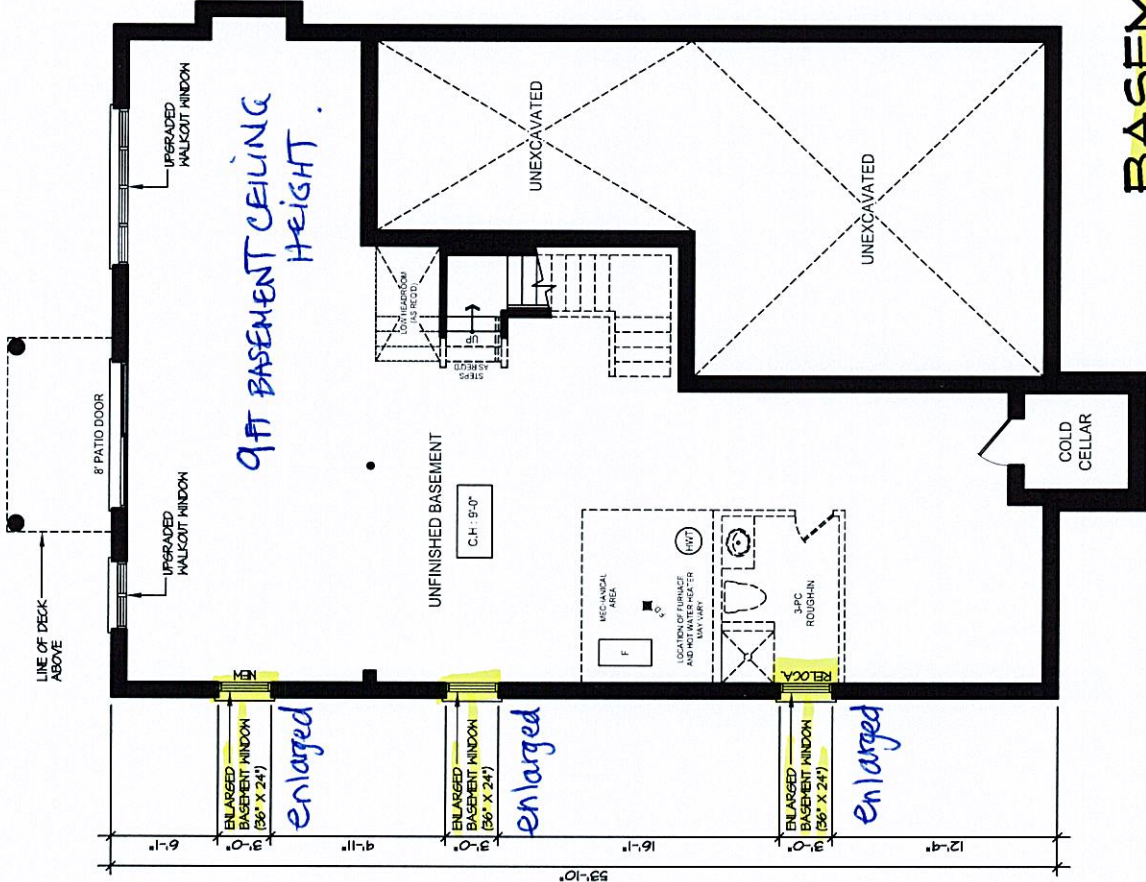 LINE OF DECK
ABOVE
8' PATIO DOOR
UPGRADED
WALKOUT WINDOW
UPGRADED
WALKOUT WINDOW
9FT BASEMENT CEILING
HEIGHT.
UNEXCAVATED
UNEXCAVATED
LOW HEADROOM
(AS REQ'D)
UP
STEPS
AS REQ'D
UNFINISHED BASEMENT
C.H : 9'-0"
MECHANICAL
AREA
F
HWT
LOCATION OF FURNACE
AND HOT WATER HEATER
MAY VARY
3-PC
ROUGH-IN
COLD
CELLAR
NEW
ENLARGED
BASEMENT WINDOW
(36" X 24")
enlarged
ENLARGED
BASEMENT WINDOW
(36" X 24")
enlarged
RELOCA.
ENLARGED
BASEMENT WINDOW
(36" X 24")
enlarged
6'-1"
3'-0"
9'-11"
3'-0"
16'-1"
3'-0"
12'-9"
53'-10"
BASEM